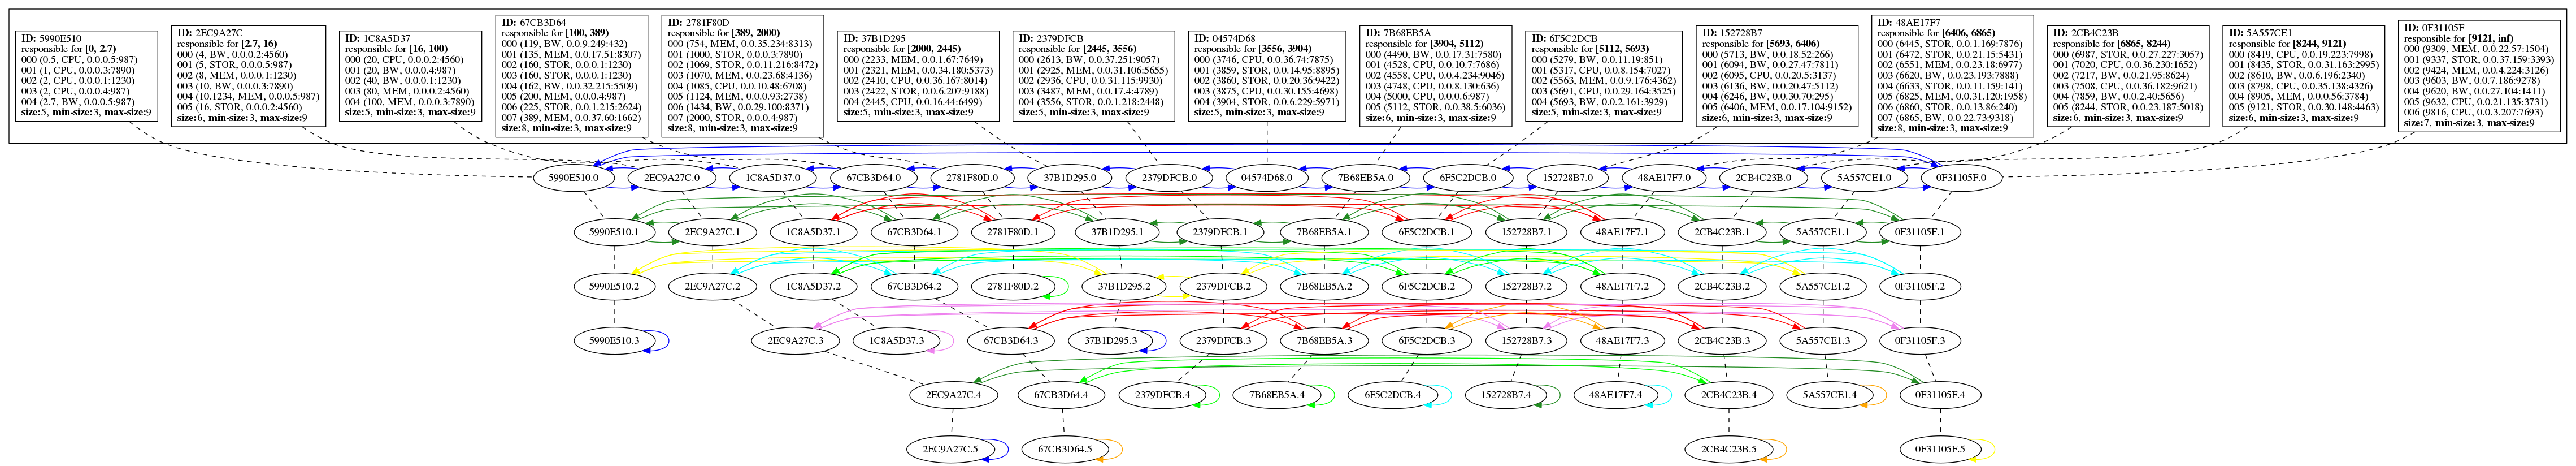 ID: 5990E510
responsible for [0, 2.7)
000 (0.5, CPU, 0.0.0.5:987)
001 (1, CPU, 0.0.0.3:7890)
002 (2, CPU, 0.0.0.1:1230)
003 (2, CPU, 0.0.0.4:987)
004 (2.7, BW, 0.0.0.5:987)
size:5, min-size:3, max-size:9
ID: 2EC9A27C
responsible for [2.7, 16)
000 (4, BW, 0.0.0.2:4560)
001 (5, STOR, 0.0.0.5:987)
002 (8, MEM, 0.0.0.1:1230)
003 (10, BW, 0.0.0.3:7890)
004 (10.1234, MEM, 0.0.0.5:987)
005 (16, STOR, 0.0.0.2:4560)
size:6, min-size:3, max-size:9
ID: 1C8A5D37
responsible for [16, 100)
000 (20, CPU, 0.0.0.2:4560)
001 (20, BW, 0.0.0.4:987)
002 (40, BW, 0.0.0.1:1230)
003 (80, MEM, 0.0.0.2:4560)
004 (100, MEM, 0.0.0.3:7890)
size:5, min-size:3, max-size:9
ID: 67CB3D64
responsible for [100, 389)
000 (119, BW, 0.0.9.249:432)
001 (135, MEM, 0.0.17.51:8307)
002 (160, STOR, 0.0.0.1:1230)
003 (160, STOR, 0.0.0.1:1230)
004 (162, BW, 0.0.32.215:5509)
005 (200, MEM, 0.0.0.4:987)
006 (225, STOR, 0.0.1.215:2624)
007 (389, MEM, 0.0.37.60:1662)
size:8, min-size:3, max-size:9
ID: 2781F80D
responsible for [389, 2000)
000 (754, MEM, 0.0.35.234:8313)
001 (1000, STOR, 0.0.0.3:7890)
002 (1069, STOR, 0.0.11.216:8472)
003 (1070, MEM, 0.0.23.68:4136)
004 (1085, CPU, 0.0.10.48:6708)
005 (1124, MEM, 0.0.0.93:2738)
006 (1434, BW, 0.0.29.100:8371)
007 (2000, STOR, 0.0.0.4:987)
size:8, min-size:3, max-size:9
ID: 37B1D295
responsible for [2000, 2445)
000 (2233, MEM, 0.0.1.67:7649)
001 (2321, MEM, 0.0.34.180:5373)
002 (2410, CPU, 0.0.36.167:8014)
003 (2422, STOR, 0.0.6.207:9188)
004 (2445, CPU, 0.0.16.44:6499)
size:5, min-size:3, max-size:9
ID: 2379DFCB
responsible for [2445, 3556)
000 (2613, BW, 0.0.37.251:9057)
001 (2925, MEM, 0.0.31.106:5655)
002 (2936, CPU, 0.0.31.115:9930)
003 (3487, MEM, 0.0.17.4:4789)
004 (3556, STOR, 0.0.1.218:2448)
size:5, min-size:3, max-size:9
ID: 04574D68
responsible for [3556, 3904)
000 (3746, CPU, 0.0.36.74:7875)
001 (3859, STOR, 0.0.14.95:8895)
002 (3860, STOR, 0.0.20.36:9422)
003 (3875, CPU, 0.0.30.155:4698)
004 (3904, STOR, 0.0.6.229:5971)
size:5, min-size:3, max-size:9
ID: 7B68EB5A
responsible for [3904, 5112)
000 (4490, BW, 0.0.17.31:7580)
001 (4528, CPU, 0.0.10.7:7686)
002 (4558, CPU, 0.0.4.234:9046)
003 (4748, CPU, 0.0.8.130:636)
004 (5000, CPU, 0.0.0.6:987)
005 (5112, STOR, 0.0.38.5:6036)
size:6, min-size:3, max-size:9
ID: 6F5C2DCB
responsible for [5112, 5693)
000 (5279, BW, 0.0.11.19:851)
001 (5317, CPU, 0.0.8.154:7027)
002 (5563, MEM, 0.0.9.176:4362)
003 (5691, CPU, 0.0.29.164:3525)
004 (5693, BW, 0.0.2.161:3929)
size:5, min-size:3, max-size:9
ID: 152728B7
responsible for [5693, 6406)
000 (5713, BW, 0.0.18.52:266)
001 (6094, BW, 0.0.27.47:7811)
002 (6095, CPU, 0.0.20.5:3137)
003 (6136, BW, 0.0.20.47:5112)
004 (6246, BW, 0.0.30.70:295)
005 (6406, MEM, 0.0.17.104:9152)
size:6, min-size:3, max-size:9
ID: 48AE17F7
responsible for [6406, 6865)
000 (6445, STOR, 0.0.1.169:7876)
001 (6472, STOR, 0.0.21.15:5431)
002 (6551, MEM, 0.0.23.18:6977)
003 (6620, BW, 0.0.23.193:7888)
004 (6633, STOR, 0.0.11.159:141)
005 (6825, MEM, 0.0.31.120:1958)
006 (6860, STOR, 0.0.13.86:240)
007 (6865, BW, 0.0.22.73:9318)
size:8, min-size:3, max-size:9
ID: 2CB4C23B
responsible for [6865, 8244)
000 (6987, STOR, 0.0.27.227:3057)
001 (7020, CPU, 0.0.36.230:1652)
002 (7217, BW, 0.0.21.95:8624)
003 (7508, CPU, 0.0.36.182:9621)
004 (7859, BW, 0.0.2.40:5656)
005 (8244, STOR, 0.0.23.187:5018)
size:6, min-size:3, max-size:9
ID: 5A557CE1
responsible for [8244, 9121)
000 (8419, CPU, 0.0.19.223:7998)
001 (8435, STOR, 0.0.31.163:2995)
002 (8610, BW, 0.0.6.196:2340)
003 (8798, CPU, 0.0.35.138:4326)
004 (8905, MEM, 0.0.0.56:3784)
005 (9121, STOR, 0.0.30.148:4463)
size:6, min-size:3, max-size:9
ID: 0F31105F
responsible for [9121, inf)
000 (9309, MEM, 0.0.22.57:1504)
001 (9337, STOR, 0.0.37.159:3393)
002 (9424, MEM, 0.0.4.224:3126)
003 (9603, BW, 0.0.7.186:9278)
004 (9620, BW, 0.0.27.104:1411)
005 (9632, CPU, 0.0.21.135:3731)
006 (9816, CPU, 0.0.3.207:7693)
size:7, min-size:3, max-size:9
5990E510.0 2EC9A27C.0 1C8A5D37.0 67CB3D64.0 2781F80D.0 37B1D295.0 2379DFCB.0 04574D68.0 7B68EB5A.0 6F5C2DCB.0 152728B7.0 48AE17F7.0 2CB4C23B.0 5A557CE1.0 0F31105F.0
5990E510.1 2EC9A27C.1 1C8A5D37.1 67CB3D64.1 2781F80D.1 37B1D295.1 2379DFCB.1 7B68EB5A.1 6F5C2DCB.1 152728B7.1 48AE17F7.1 2CB4C23B.1 5A557CE1.1 0F31105F.1
5990E510.2 2EC9A27C.2 1C8A5D37.2 67CB3D64.2 2781F80D.2 37B1D295.2 2379DFCB.2 7B68EB5A.2 6F5C2DCB.2 152728B7.2 48AE17F7.2 2CB4C23B.2 5A557CE1.2 0F31105F.2
5990E510.3 2EC9A27C.3 1C8A5D37.3 67CB3D64.3 37B1D295.3 2379DFCB.3 7B68EB5A.3 6F5C2DCB.3 152728B7.3 48AE17F7.3 2CB4C23B.3 5A557CE1.3 0F31105F.3
2EC9A27C.4 67CB3D64.4 2379DFCB.4 7B68EB5A.4 6F5C2DCB.4 152728B7.4 48AE17F7.4 2CB4C23B.4 5A557CE1.4 0F31105F.4
2EC9A27C.5 67CB3D64.5 2CB4C23B.5 0F31105F.5